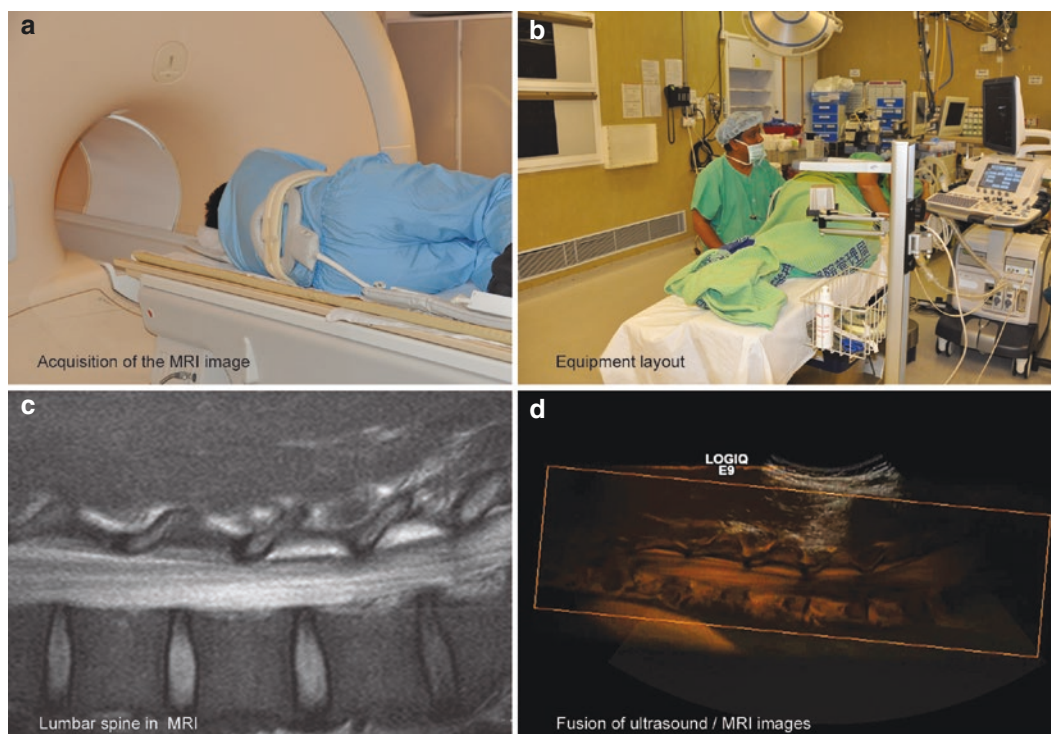 a
Acquisition of the MRI image
b
Equipment layout
c
Lumbar spine in MRI
d
LOGIQ
E9
Fusion of ultrasound / MRI images